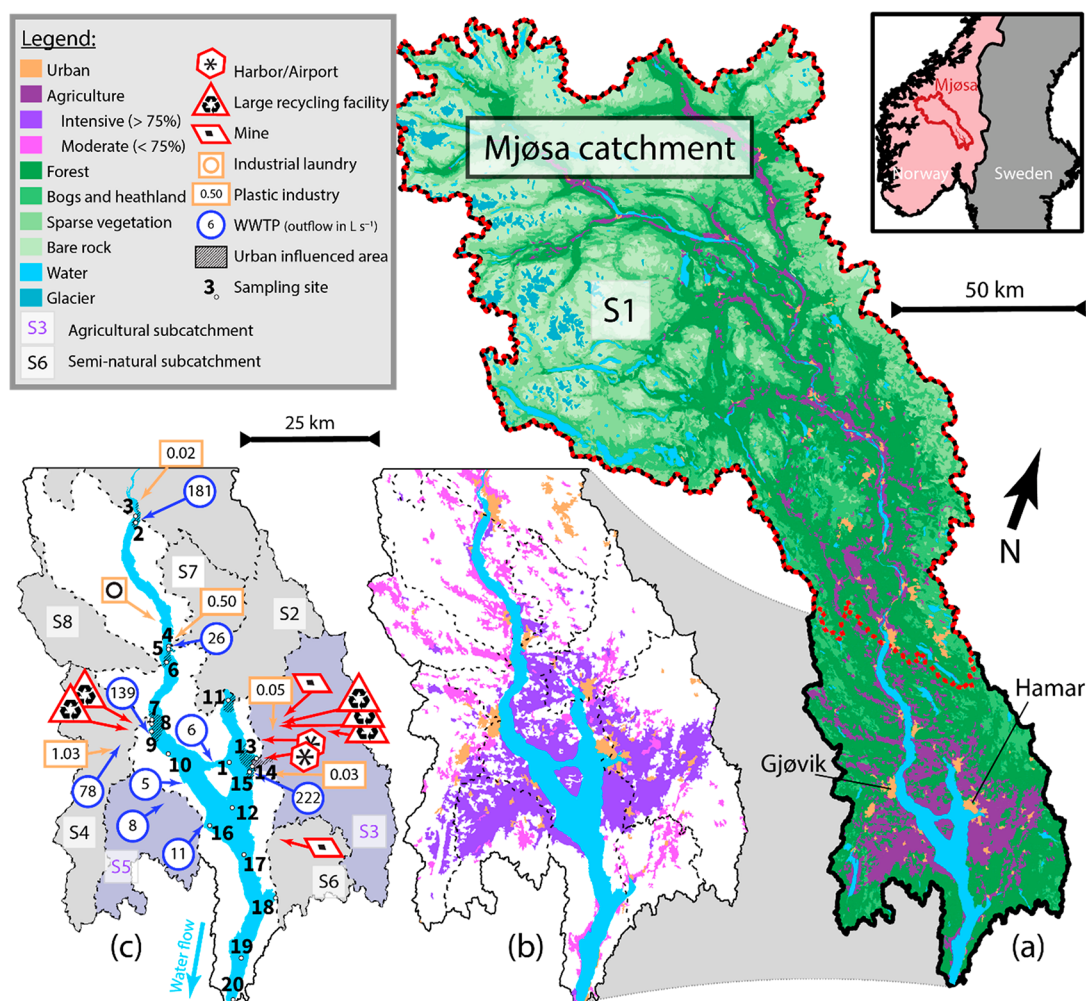 Legend:
Urban
Agriculture
Intensive (> 75%)
Moderate (< 75%)
Forest
Bogs and heathland
Sparse vegetation
Bare rock
Water
Glacier
S3 Agricultural subcatchment
S6 Semi-natural subcatchment
Harbor/Airport
Large recycling facility
Mine
Industrial laundry
0.50 Plastic industry
6 WWTP (outflow in L s⁻¹)
Urban influenced area
3 Sampling site
Mjøsa catchment
S1
Mjøsa
Norway
Sweden
50 km
N
Hamar
Gjøvik
(a)
25 km
0.02
181
3
2
S7
S8
0.50
S2
4
5
26
6
139
11
0.05
7
8
6
9
13
1.03
10
1
14
0.03
15
5
222
78
12
8
16
S4
11
S3
S5
17
S6
18
19
20
Water flow
(c)
(b)